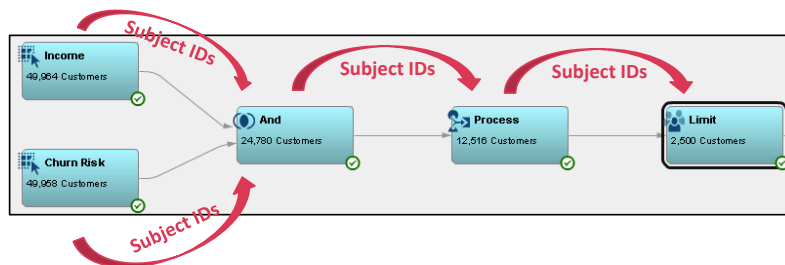 Subject IDs
Income
49,964 Customers
Subject IDs
Subject IDs
And
24,780 Customers
Process
12,516 Customers
Limit
2,500 Customers
Churn Risk
49,958 Customers
Subject IDs